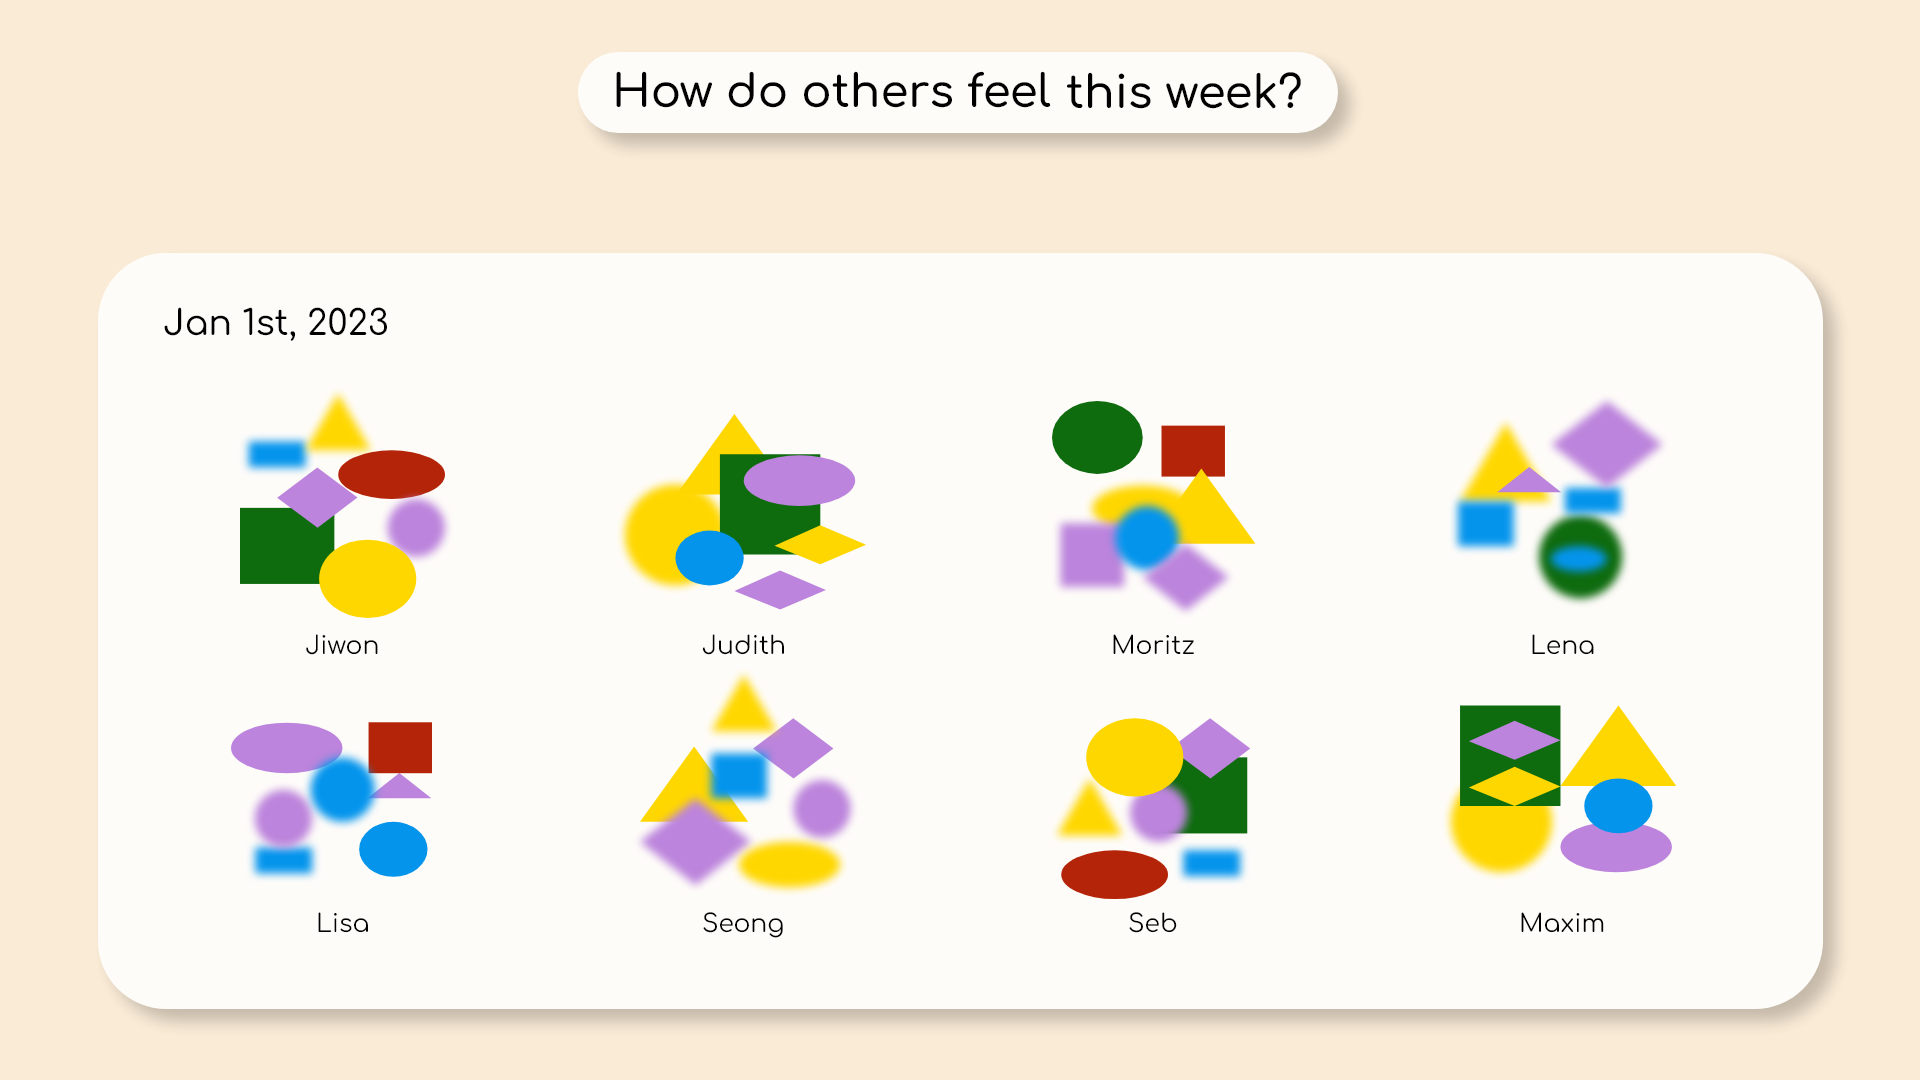 How do others feel this week?
Jan 1st, 2023
Jiwon
Judith
Moritz
Lena
Lisa
Seong
Seb
Maxim